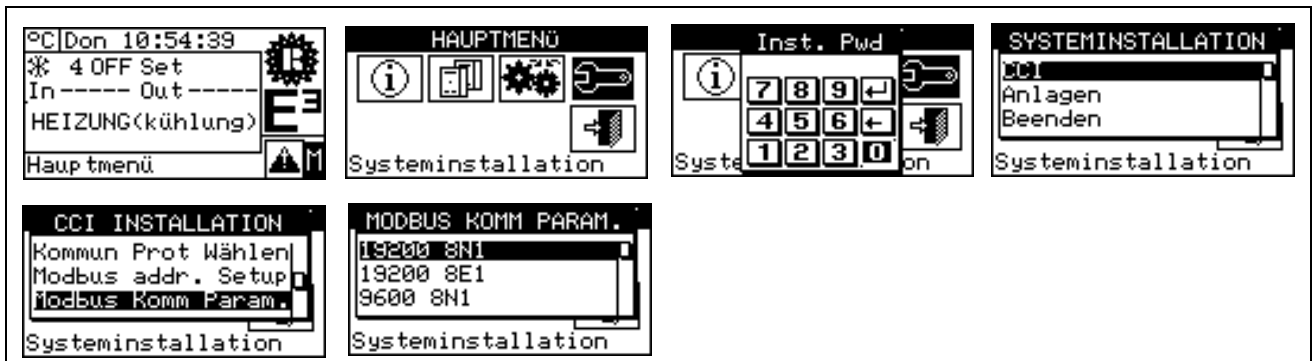 ºC Don 10:54:39
4 OFF Set
In ----- Out -----
HEIZUNG(kühlung)
E3
Hauptmenü
M
HAUPTMENÜ
i
Systeminstallation
Inst. Pwd
i
7 8 9
4 5 6
1 2 3 0
Syste on
SYSTEMINSTALLATION
CCI
Anlagen
Beenden
Systeminstallation
CCI INSTALLATION
Kommun Prot Wählen
Modbus addr. Setup
Modbus Komm Param.
Systeminstallation
MODBUS KOMM PARAM.
19200 8N1
19200 8E1
9600 8N1
Systeminstallation